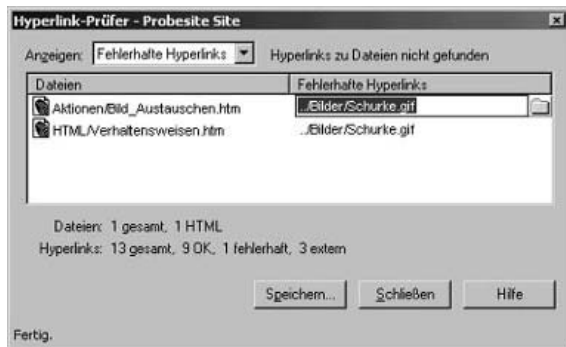 Hyperlink-Prüfer - Probesite Site
Anzeigen: Fehlerhafte Hyperlinks Hyperlinks zu Dateien nicht gefunden
Dateien Fehlerhafte Hyperlinks
Aktionen/Bild_Austauschen.htm ../Bilder/Schurke.gif
HTML/Verhaltensweisen.htm ../Bilder/Schurke.gif
Dateien: 1 gesamt, 1 HTML
Hyperlinks: 13 gesamt, 9 OK, 1 fehlerhaft, 3 extern
Speichern... Schließen Hilfe
Fertig.